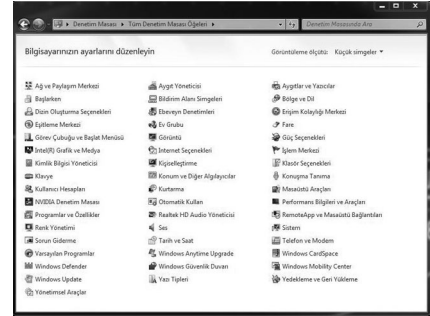 Denetim Masası ▸ Tüm Denetim Masası Öğeleri ▸
Denetim Masasında Ara
Bilgisayarınızın ayarlarını düzenleyin
Görüntüleme ölçütü: Küçük simgeler
Ağ ve Paylaşım Merkezi
Aygıt Yöneticisi
Aygıtlar ve Yazıcılar
Başlarken
Bildirim Alanı Simgeleri
Bölge ve Dil
Dizin Oluşturma Seçenekleri
Ebeveyn Denetimleri
Erişim Kolaylığı Merkezi
Eşitleme Merkezi
Ev Grubu
Fare
Görev Çubuğu ve Başlat Menüsü
Görüntü
Güç Seçenekleri
Intel(R) Grafik ve Medya
İnternet Seçenekleri
İşlem Merkezi
Kimlik Bilgisi Yöneticisi
Kişiselleştirme
Klasör Seçenekleri
Klavye
Konum ve Diğer Algılayıcılar
Konuşma Tanıma
Kullanıcı Hesapları
Kurtarma
Masaüstü Araçları
NVIDIA Denetim Masası
Otomatik Kullan
Performans Bilgileri ve Araçları
Programlar ve Özellikler
Realtek HD Audio Yöneticisi
RemoteApp ve Masaüstü Bağlantıları
Renk Yönetimi
Ses
Sistem
Sorun Giderme
Tarih ve Saat
Telefon ve Modem
Varsayılan Programlar
Windows Anytime Upgrade
Windows CardSpace
Windows Defender
Windows Güvenlik Duvarı
Windows Mobility Center
Windows Update
Yazı Tipleri
Yedekleme ve Geri Yükleme
Yönetimsel Araçlar